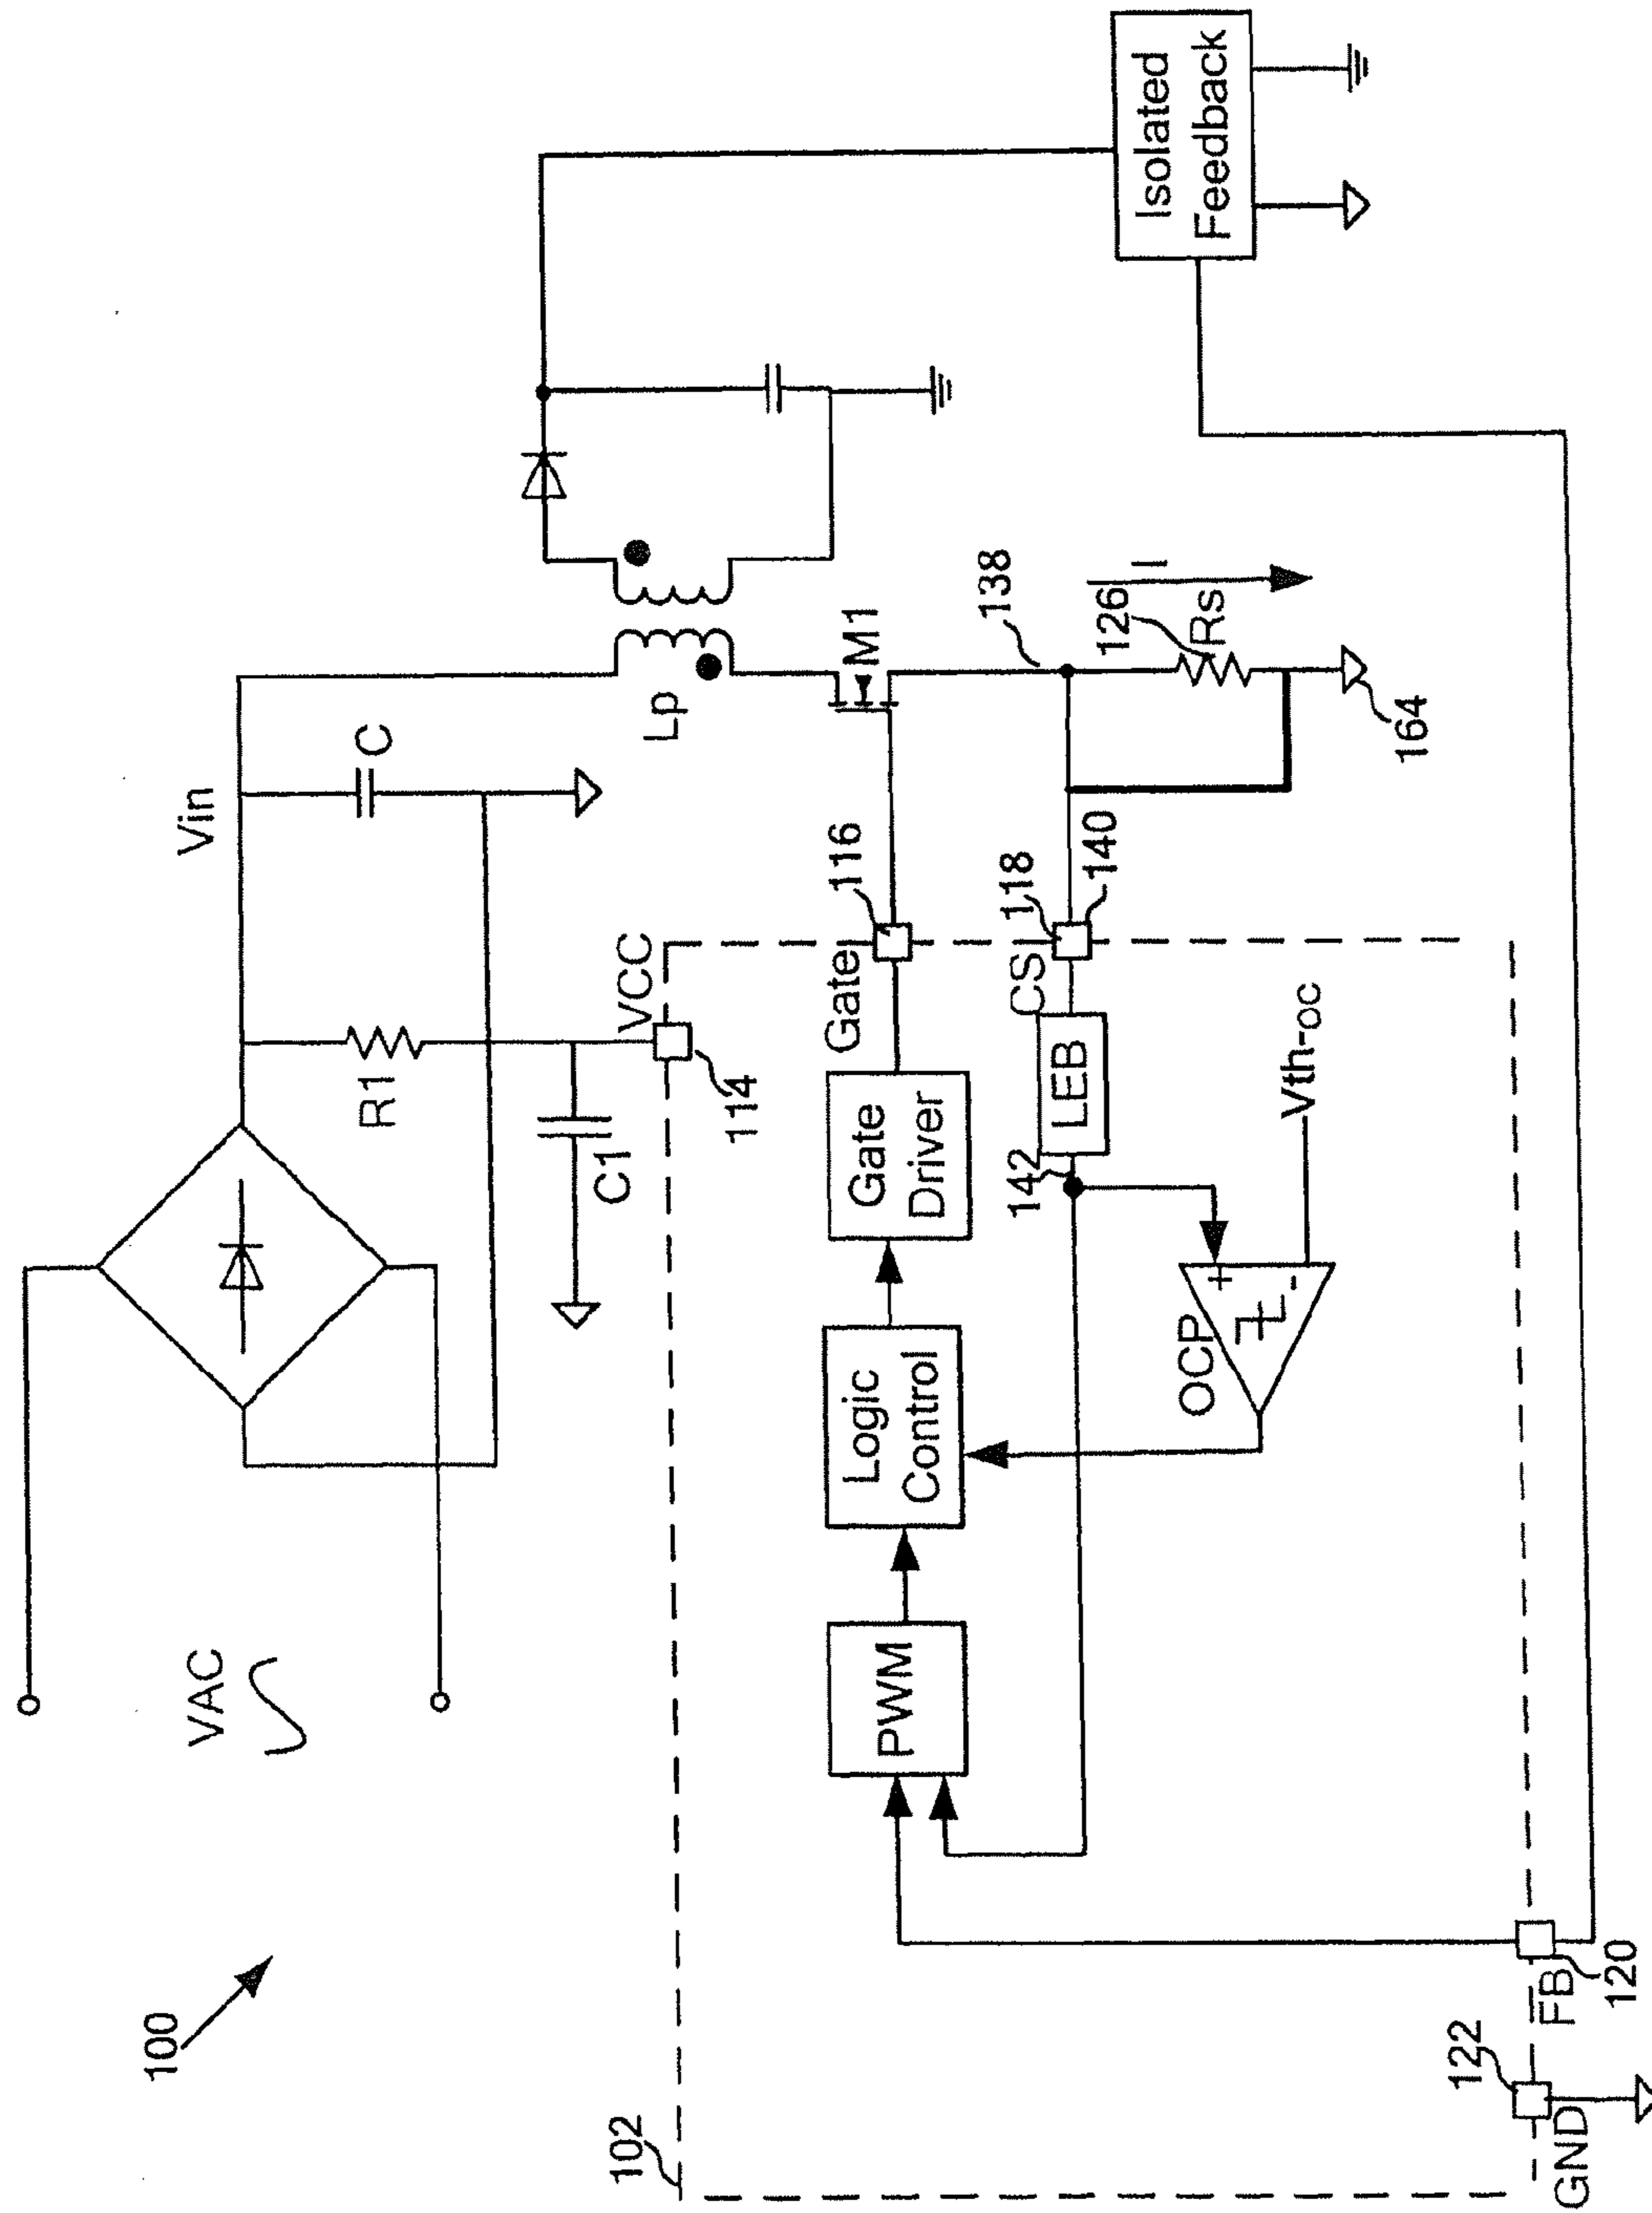 100
VAC
Vin
C
R1
C1
VCC
114
Lp
M1
Isolated
Feedback
102
PWM
Logic
Control
Gate
Driver
Gate
116
138
126
Rs
I
164
CS
118
140
LEB
142
OCP
+
-
Vth-oc
122
GND
FB
120